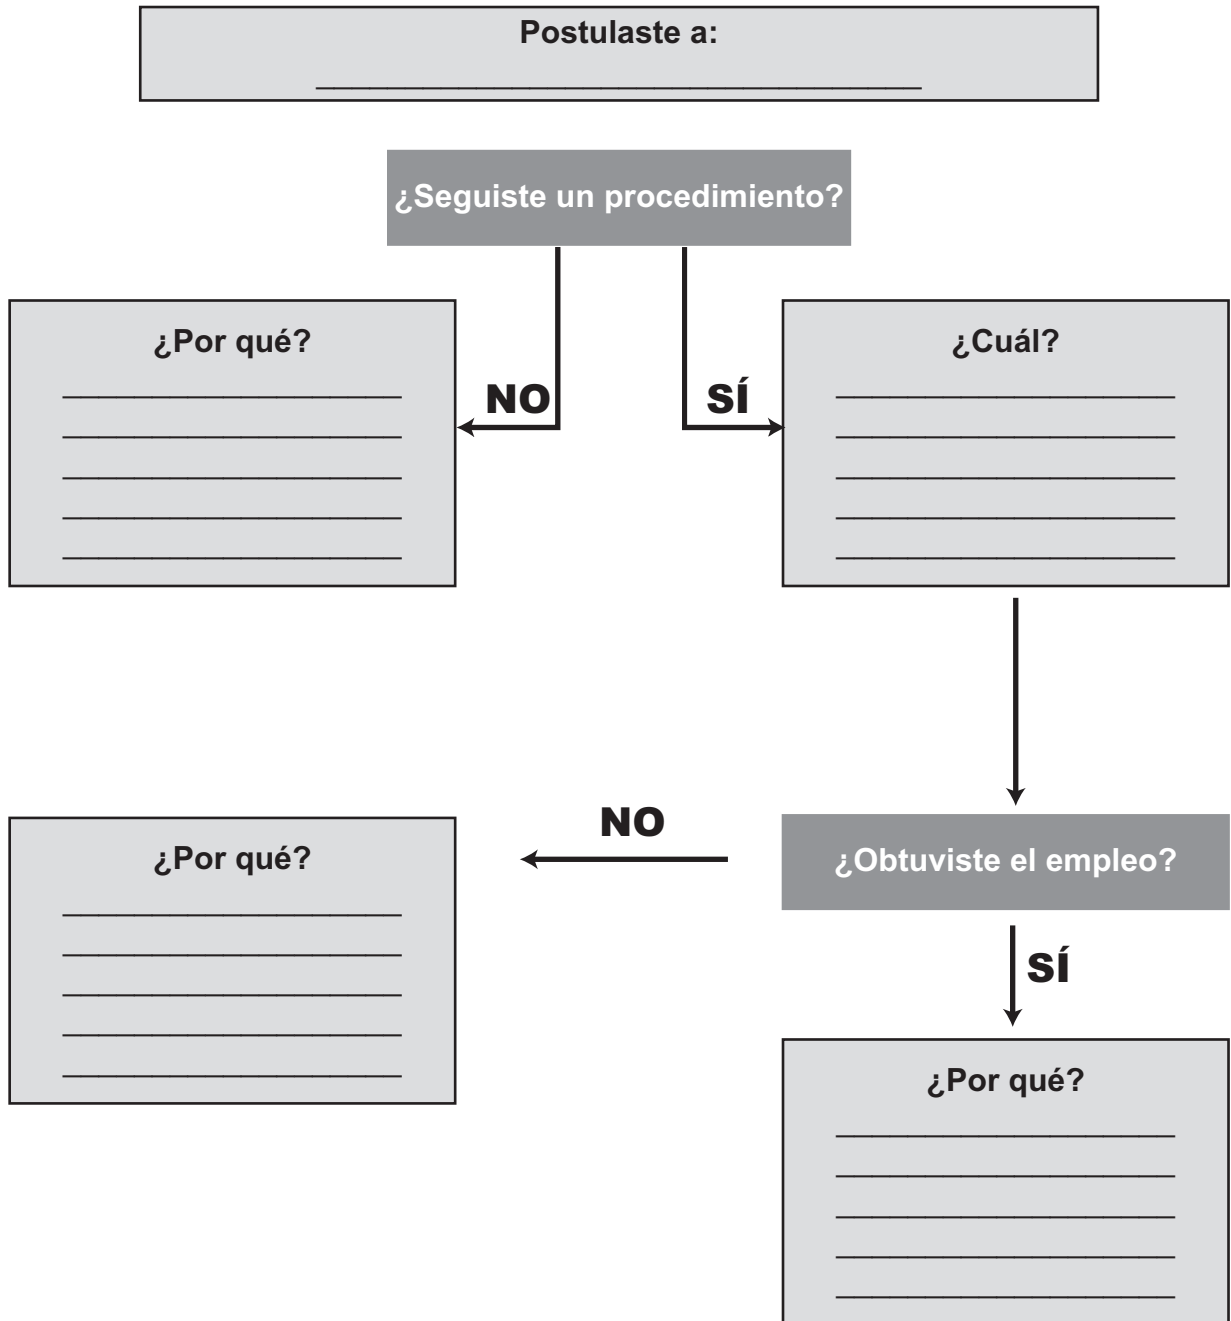 Postulaste a:
¿Seguiste un procedimiento?
¿Por qué?
¿Cuál?
NO
SÍ
NO
¿Por qué?
¿Obtuviste el empleo?
SÍ
¿Por qué?